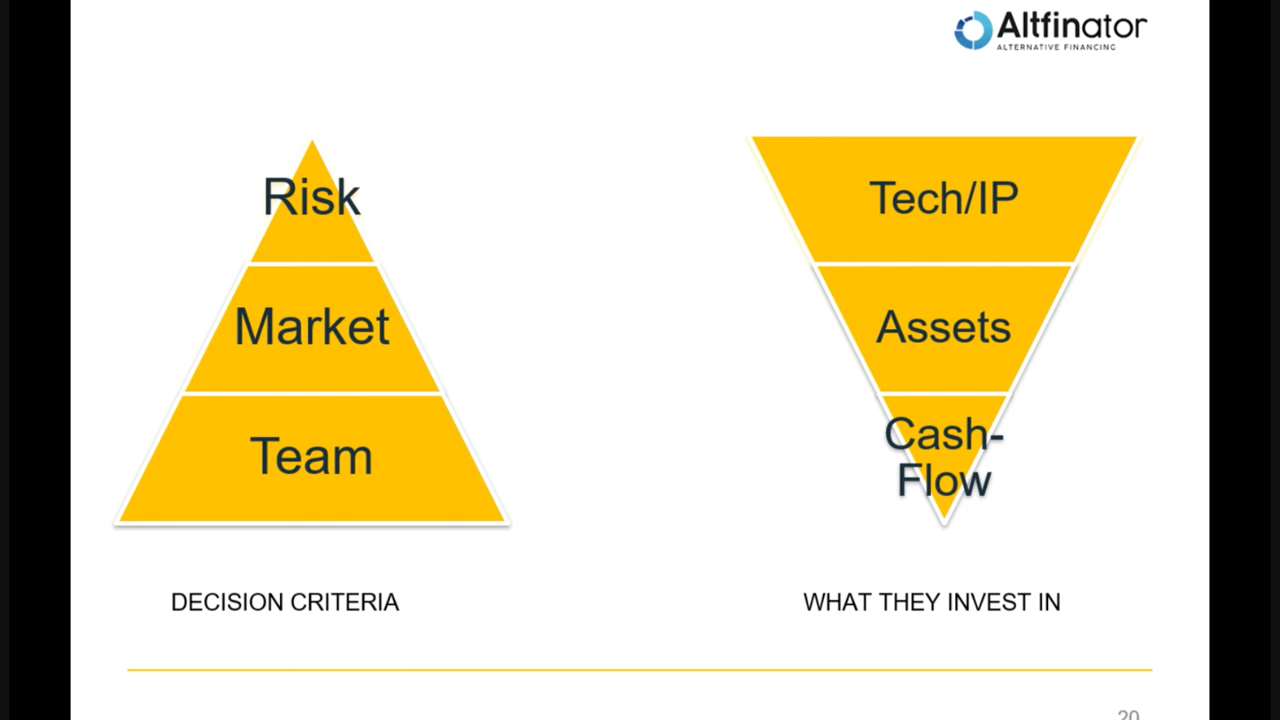 Altfinator
ALTERNATIVE FINANCING
Risk
Market
Team
DECISION CRITERIA
Tech/IP
Assets
Cash-
Flow
WHAT THEY INVEST IN
20